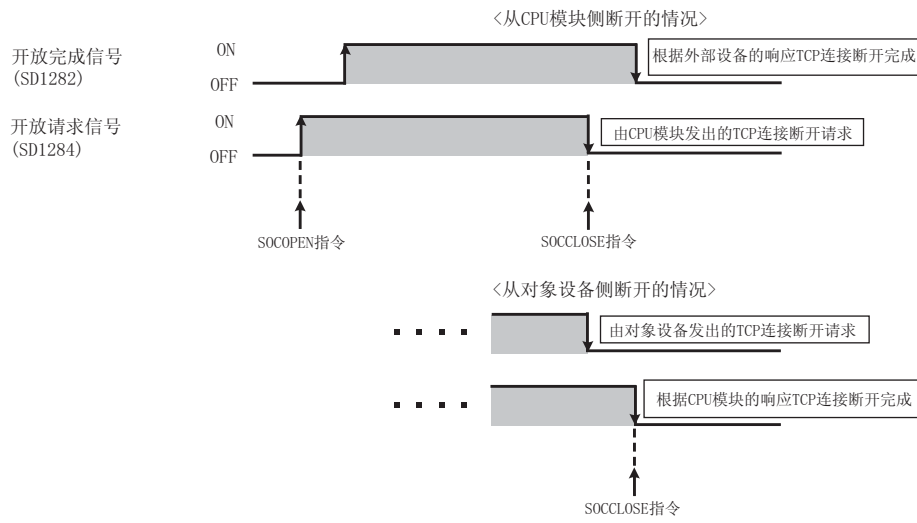 <从CPU模块侧断开的情况>
开放完成信号
(SD1282)
ON
OFF
根据外部设备的响应TCP连接断开完成
开放请求信号
(SD1284)
ON
OFF
由CPU模块发出的TCP连接断开请求
SOCOPEN指令
SOCCLOSE指令
<从对象设备侧断开的情况>
由对象设备发出的TCP连接断开请求
根据CPU模块的响应TCP连接断开完成
SOCCLOSE指令